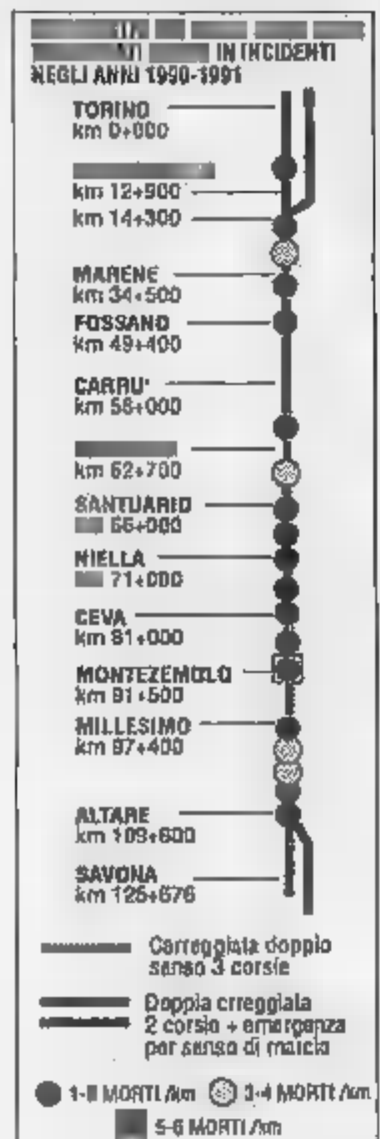 IN INCIDENTI
NEGLI ANNI 1990-1991
TORINO
km 0+000
km 12+900
km 14+300
MARENE
km 34+500
FOSSANO
km 49+400
CARRU'
km 56+000
km 62+700
SANTUARIO
66+000
NIELLA
71+000
CEVA
km 81+000
MONTEZEMOLO
km 91+500
MILLESIMO
km 97+400
ALTARE
km 109+600
SAVONA
km 125+676
Carreggiata doppio
senso 3 corsie
Doppia crreggiata
2 corsie + emergenza
per senso di marcia
MORTI /km 3-4 MORTI /km
5-6 MORTI /km